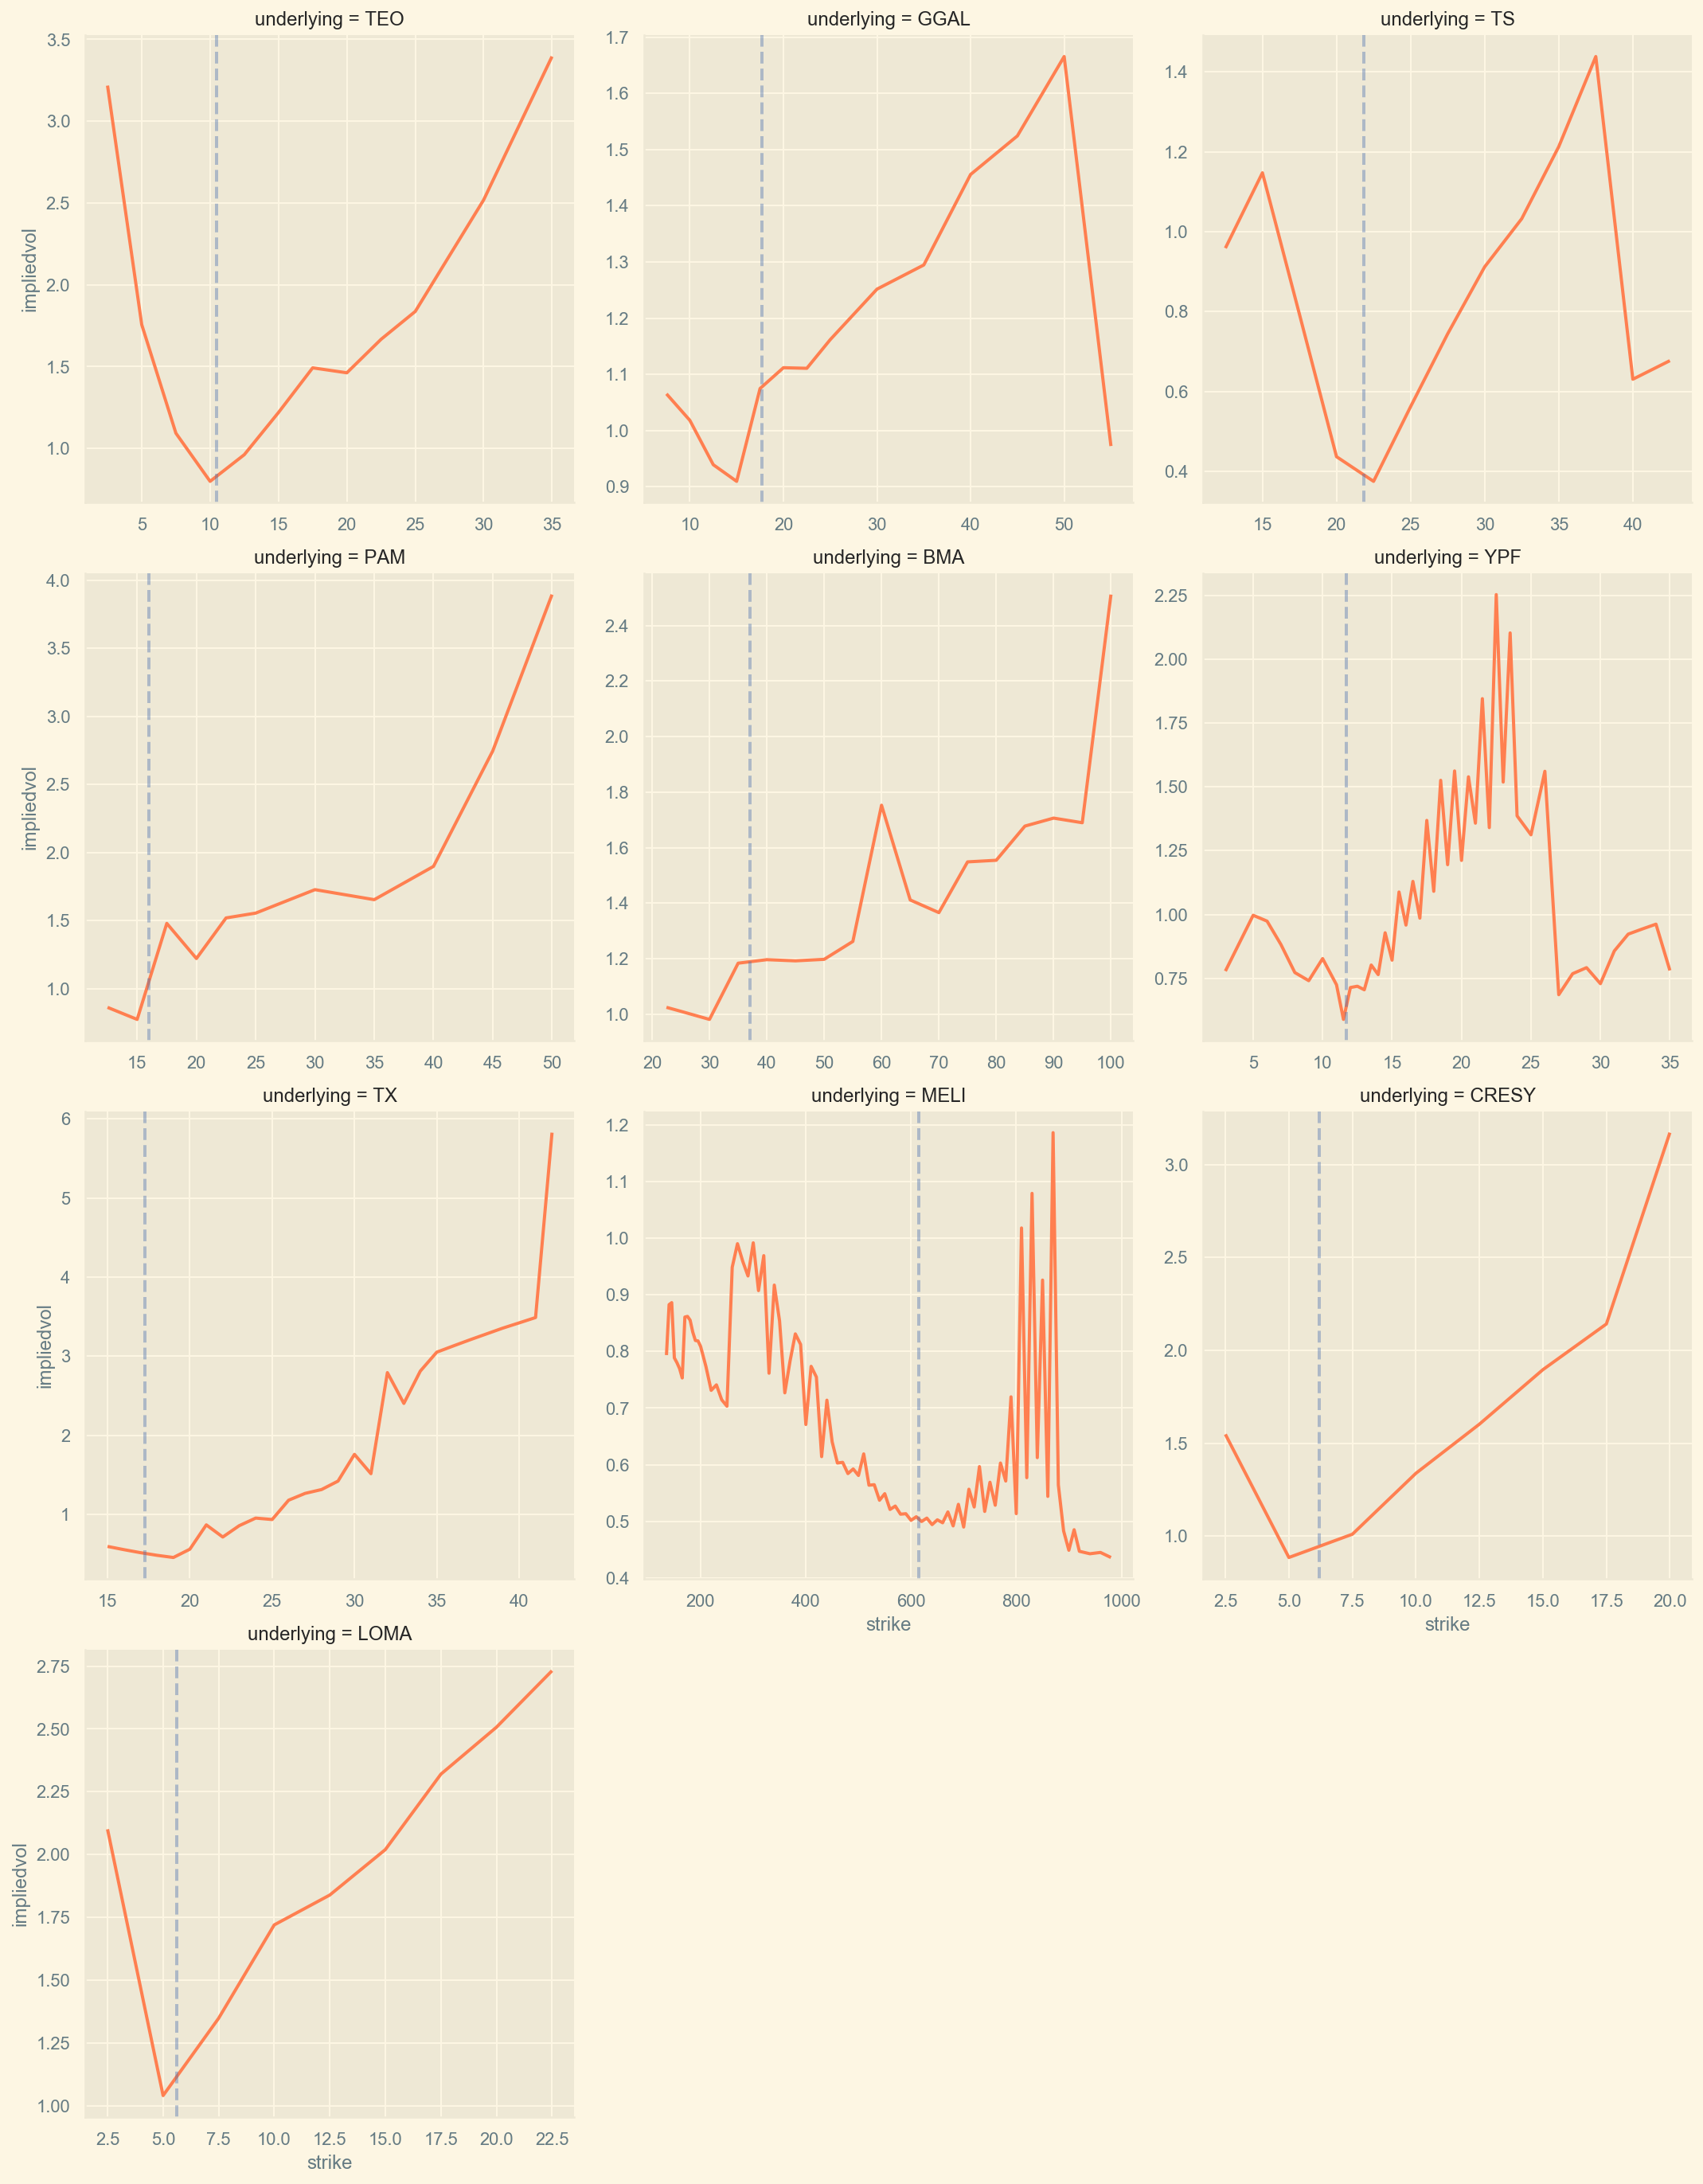 underlying = TEO
underlying = GGAL
underlying = TS
3.5
3.0
2.5
2.0
1.5
1.0
impliedvol
5 10 15 20 25 30 35
1.7
1.6
1.5
1.4
1.3
1.2
1.1
1.0
0.9
10 20 30 40 50
1.4
1.2
1.0
0.8
0.6
0.4
15 20 25 30 35 40
underlying = PAM
underlying = BMA
underlying = YPF
4.0
3.5
3.0
2.5
2.0
1.5
1.0
impliedvol
15 20 25 30 35 40 45 50
2.4
2.2
2.0
1.8
1.6
1.4
1.2
1.0
20 30 40 50 60 70 80 90 100
2.25
2.00
1.75
1.50
1.25
1.00
0.75
5 10 15 20 25 30 35
underlying = TX
underlying = MELI
underlying = CRESY
6
5
4
3
2
1
impliedvol
15 20 25 30 35 40
1.2
1.1
1.0
0.9
0.8
0.7
0.6
0.5
0.4
200 400 600 800 1000
strike
3.0
2.5
2.0
1.5
1.0
2.5 5.0 7.5 10.0 12.5 15.0 17.5 20.0
strike
underlying = LOMA
2.75
2.50
2.25
2.00
1.75
1.50
1.25
1.00
impliedvol
2.5 5.0 7.5 10.0 12.5 15.0 17.5 20.0 22.5
strike